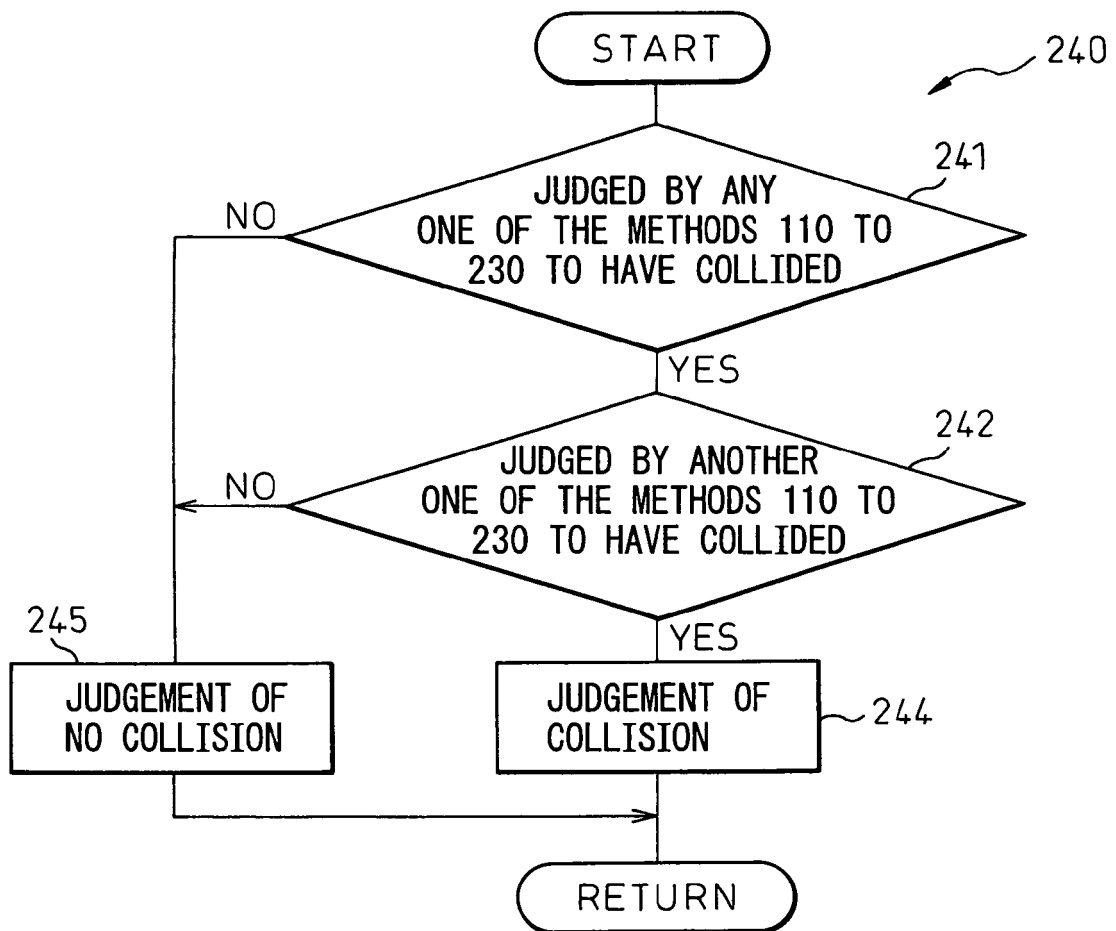 START
240
241
JUDGED BY ANY
ONE OF THE METHODS 110 TO
230 TO HAVE COLLIDED
NO
YES
242
JUDGED BY ANOTHER
ONE OF THE METHODS 110 TO
230 TO HAVE COLLIDED
NO
YES
245
JUDGEMENT OF
NO COLLISION
JUDGEMENT OF
COLLISION
244
RETURN